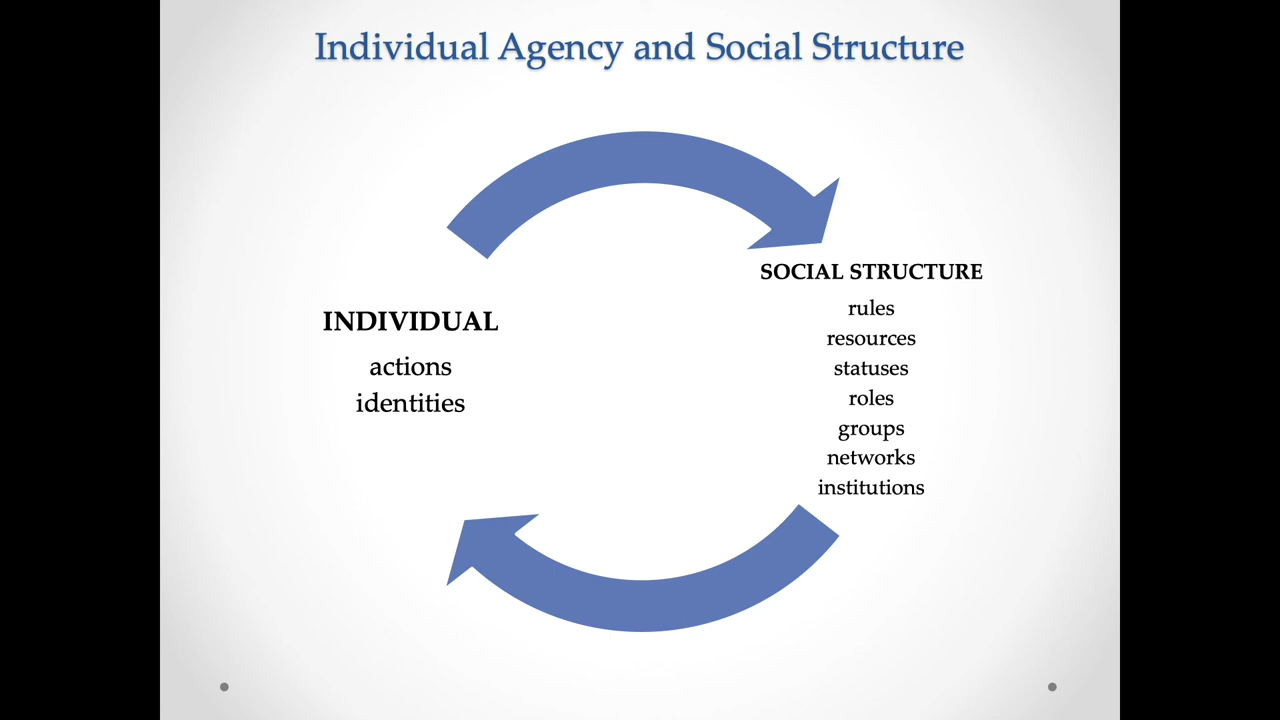 Individual Agency and Social Structure
INDIVIDUAL
actions
identities
SOCIAL STRUCTURE
rules
resources
statuses
roles
groups
networks
institutions